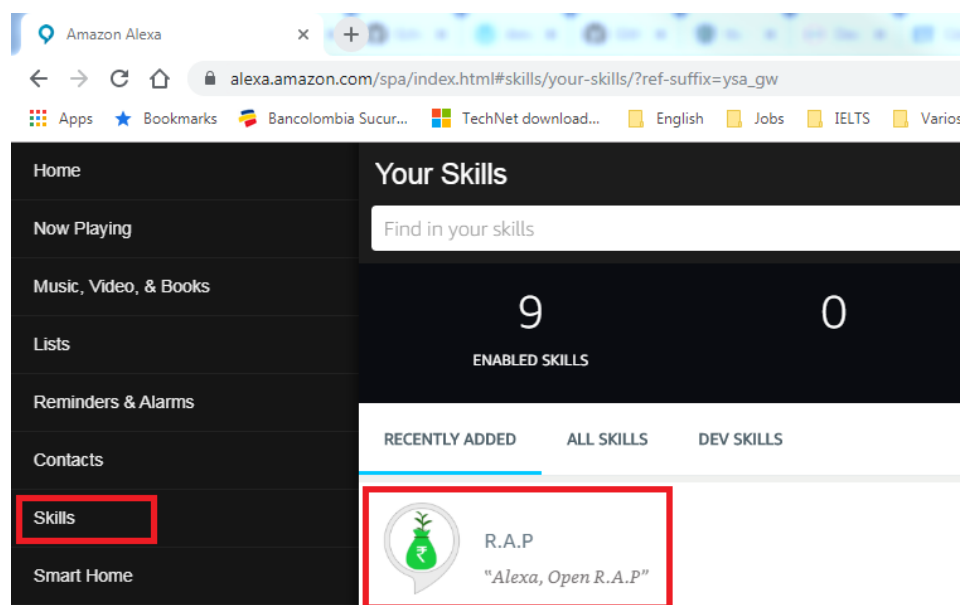 Amazon Alexa
alexa.amazon.com/spa/index.html#skills/your-skills/?ref-suffix=ysa_gw
Apps Bookmarks Bancolombia Sucur... TechNet download... English Jobs IELTS Varios
Home
Now Playing
Music, Video, & Books
Lists
Reminders & Alarms
Contacts
Skills
Smart Home
Your Skills
Find in your skills
9 0
ENABLED SKILLS
RECENTLY ADDED ALL SKILLS DEV SKILLS
₹
R.A.P
"Alexa, Open R.A.P"